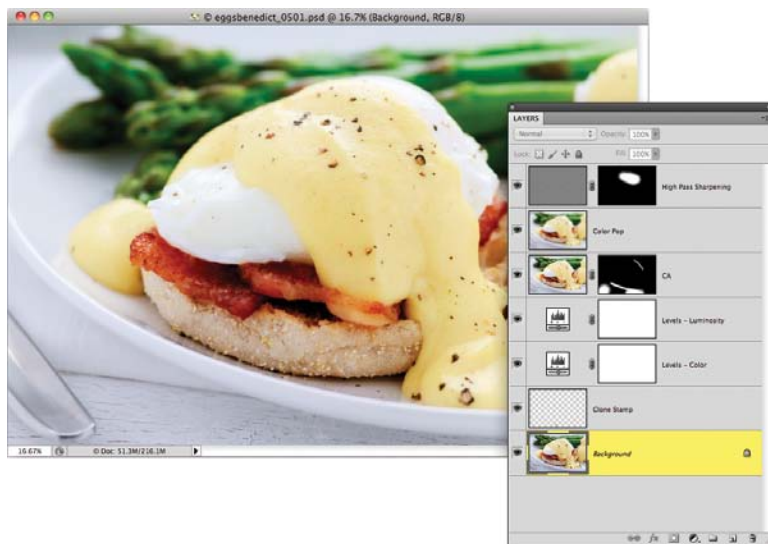 © eggsbenedict_0501.psd @ 16.7% (Background, RGB/8)
LAYERS
Normal Opacity: 100%
Lock: Fill: 100%
High Pass Sharpening
Color Pop
CA
Levels - Luminosity
Levels - Color
Clone Stamp
Background
16.67% © Doc: 51.3M/216.1M
fx